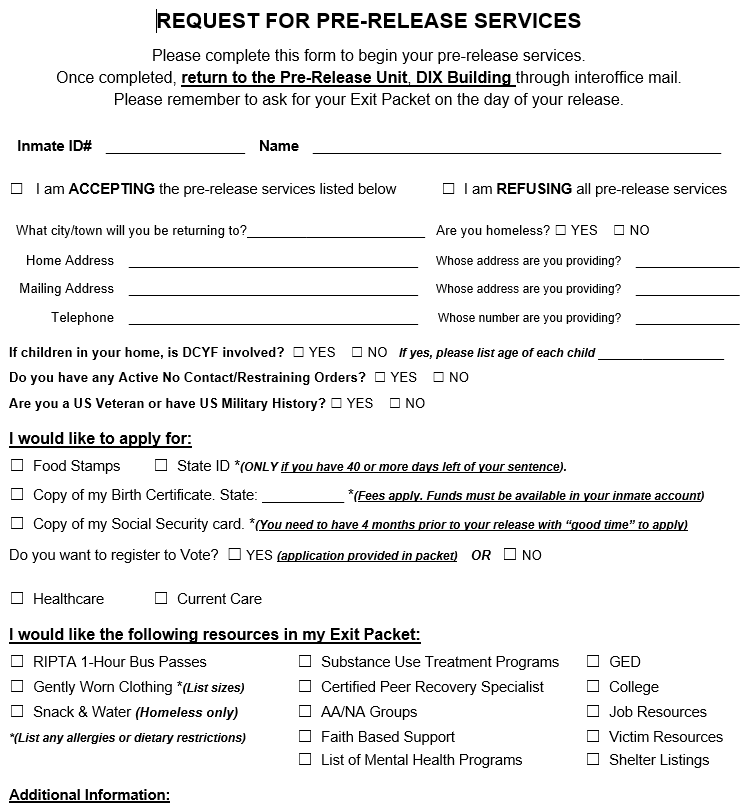 REQUEST FOR PRE-RELEASE SERVICES
Please complete this form to begin your pre-release services.
Once completed, return to the Pre-Release Unit, DIX Building through interoffice mail.
Please remember to ask for your Exit Packet on the day of your release.
Inmate ID# ________________ Name ________________________________________________
☐ I am ACCEPTING the pre-release services listed below ☐ I am REFUSING all pre-release services
What city/town will you be returning to?________________________ Are you homeless? ☐ YES ☐ NO
Home Address ________________________________________ Whose address are you providing? ______________
Mailing Address ________________________________________ Whose address are you providing? ______________
Telephone ________________________________________ Whose number are you providing? ______________
If children in your home, is DCYF involved? ☐ YES ☐ NO If yes, please list age of each child __________________
Do you have any Active No Contact/Restraining Orders? ☐ YES ☐ NO
Are you a US Veteran or have US Military History? ☐ YES ☐ NO
I would like to apply for:
☐ Food Stamps ☐ State ID *(ONLY if you have 40 or more days left of your sentence).
☐ Copy of my Birth Certificate. State: __________ *(Fees apply. Funds must be available in your inmate account)
☐ Copy of my Social Security card. *(You need to have 4 months prior to your release with “good time” to apply)
Do you want to register to Vote? ☐ YES (application provided in packet) OR ☐ NO
☐ Healthcare ☐ Current Care
I would like the following resources in my Exit Packet:
☐ RIPTA 1-Hour Bus Passes ☐ Substance Use Treatment Programs ☐ GED
☐ Gently Worn Clothing *(List sizes) ☐ Certified Peer Recovery Specialist ☐ College
☐ Snack & Water (Homeless only) ☐ AA/NA Groups ☐ Job Resources
*(List any allergies or dietary restrictions) ☐ Faith Based Support ☐ Victim Resources
☐ List of Mental Health Programs ☐ Shelter Listings
Additional Information: